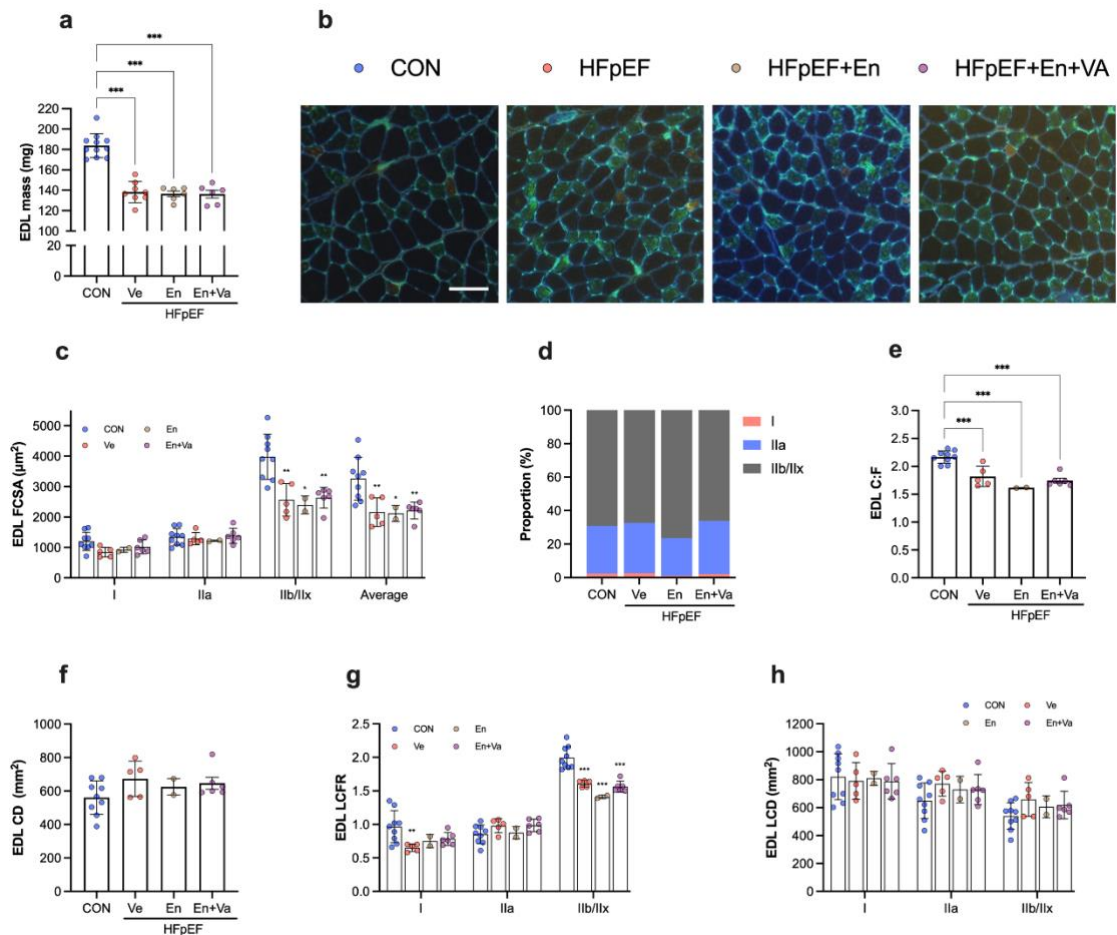 a
EDL mass (mg)
220
200
180
160
140
120
100
20
0
***
***
***
CON
Ve
En
En+Va
HFpEF
b
CON
HFpEF
HFpEF+En
HFpEF+En+VA
c
EDL FCSA (µm²)
5000
4000
3000
2000
1000
0
CON
En
Ve
En+Va
**
*
**
**
*
**
I
IIa
IIb/IIx
Average
d
Proportion (%)
100
80
60
40
20
0
I
IIa
IIb/IIx
CON
Ve
En
En+Va
HFpEF
e
EDL C:F
3.0
2.5
2.0
1.5
1.0
0.5
0.0
***
***
***
CON
Ve
En
En+Va
HFpEF
f
EDL CD (mm²)
1000
800
600
400
200
0
CON
Ve
En
En+Va
HFpEF
g
EDL LCFR
2.5
2.0
1.5
1.0
0.5
0.0
CON
En
Ve
En+Va
**
***
***
***
I
IIa
IIb/IIx
h
EDL LCD (mm²)
1200
1000
800
600
400
200
0
CON
Ve
En
En+Va
I
IIa
IIb/IIx